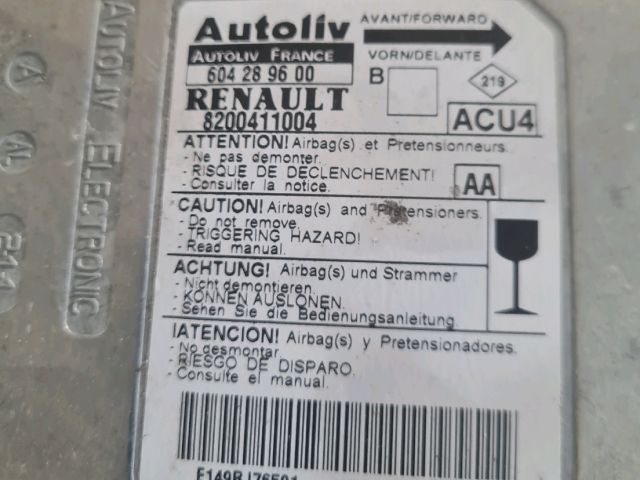 Autoliv
AVANT/FORWARD
AUTOLIV FRANCE
VORN/DELANTE
604 28 96 00
B
219
RENAULT
8200411004
ACU4
ATTENTION! Airbag(s) et Pretensionneurs
- Ne pas demonter.
- RISQUE DE DECLENCHEMENT!
- Consulter la notice.
AA
CAUTION! Airbag(s) and Pretensioners.
- Do not remove
- TRIGGERING HAZARD!
- Read manual.
ACHTUNG! Airbag(s) und Strammer
- Nicht demontieren.
- KONNEN AUSLONEN.
- Sehen Sie die Bedienungsanleitung.
!ATENCION! Airbag(s) y Pretensionadores.
- No desmontar
- RIESGO DE DISPARO.
- Consulte el manual.
AUTOLIV ELECTRONIC